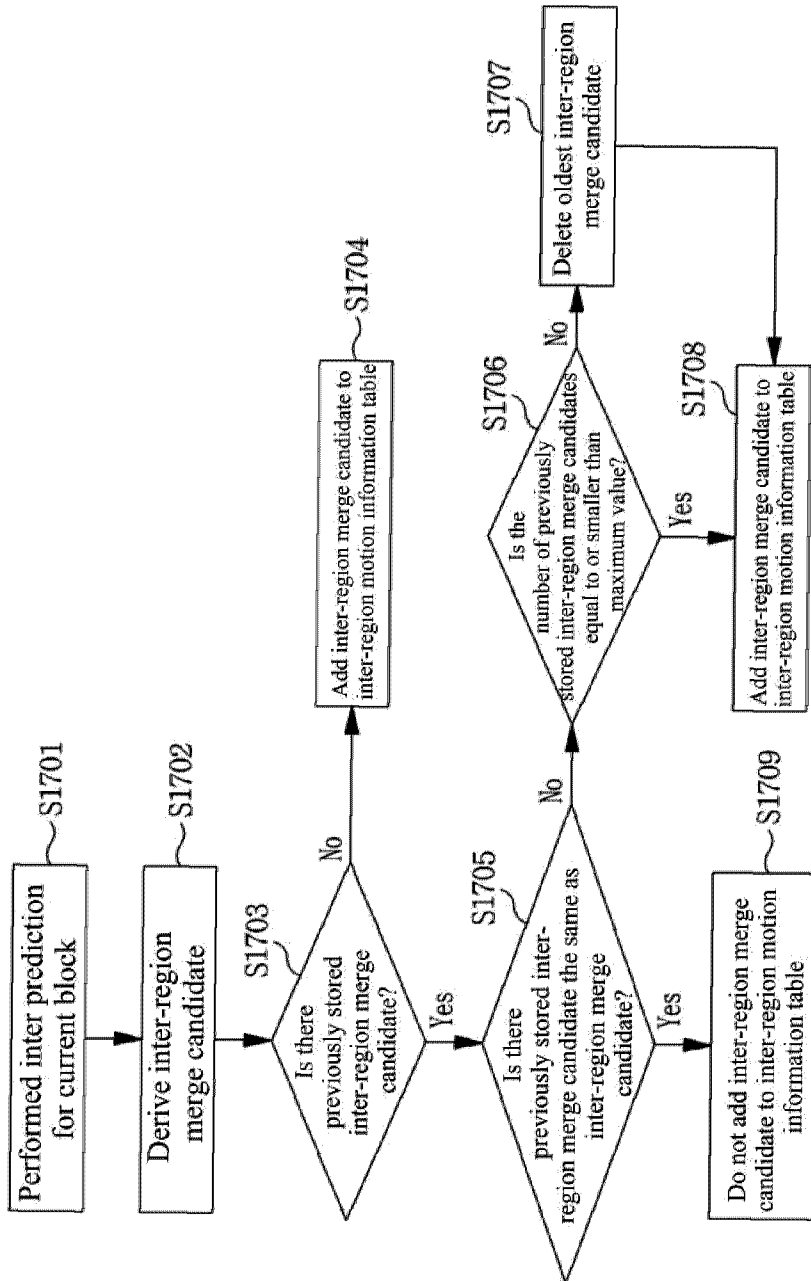 Performed inter prediction
for current block
S1701
Derive inter-region
merge candidate
S1702
Is there
previously stored
inter-region merge
candidate?
S1703
No
Yes
Add inter-region merge candidate to
inter-region motion information table
S1704
Is there
previously stored inter-
region merge candidate the same as
inter-region merge
candidate?
S1705
No
Yes
Is the
number of previously
stored inter-region merge candidates
equal to or smaller than
maximum value?
S1706
No
Yes
Delete oldest inter-region
merge candidate
S1707
Add inter-region merge candidate to
inter-region motion information table
S1708
Do not add inter-region merge
candidate to inter-region motion
information table
S1709